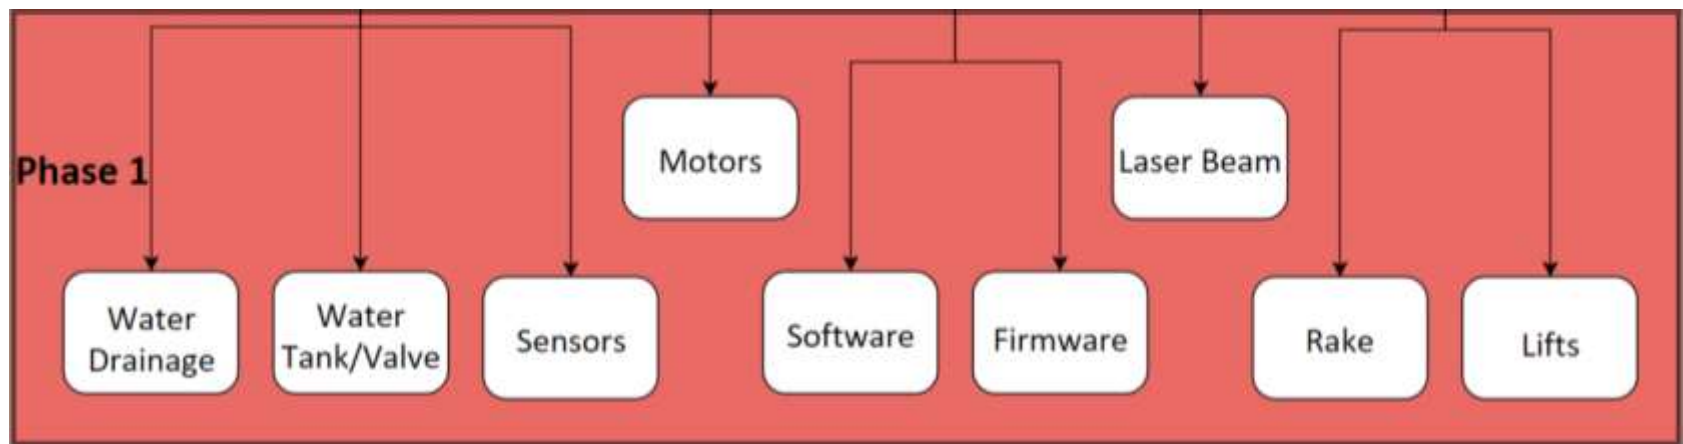 Phase 1
Motors
Laser Beam
Water
Drainage
Water
Tank/Valve
Sensors
Software
Firmware
Rake
Lifts